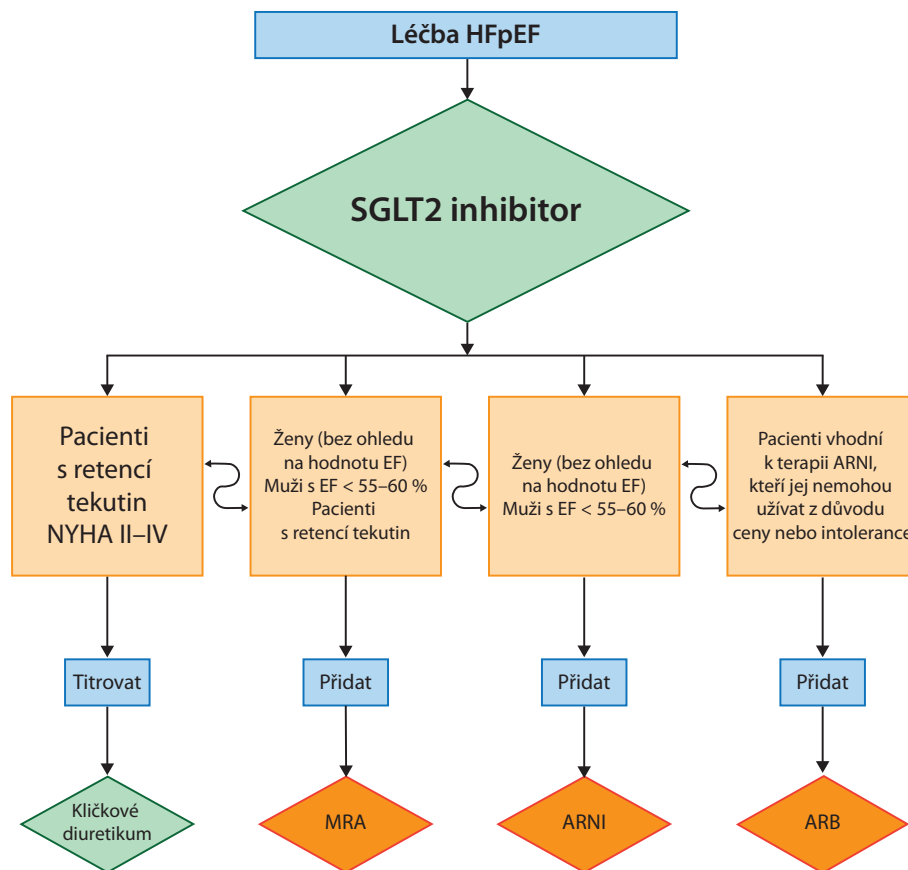 Léčba HFpEF
SGLT2 inhibitor
Pacienti
s retencí
tekutin
NYHA II–IV
Ženy (bez ohledu
na hodnotu EF)
Muži s EF < 55–60 %
Pacienti
s retencí tekutin
Ženy (bez ohledu
na hodnotu EF)
Muži s EF < 55–60 %
Pacienti vhodní
k terapii ARNI,
kteří jej nemohou
užívat z důvodu
ceny nebo intolerance
Titrovat
Přidat
Přidat
Přidat
Kličkové
diuretikum
MRA
ARNI
ARB